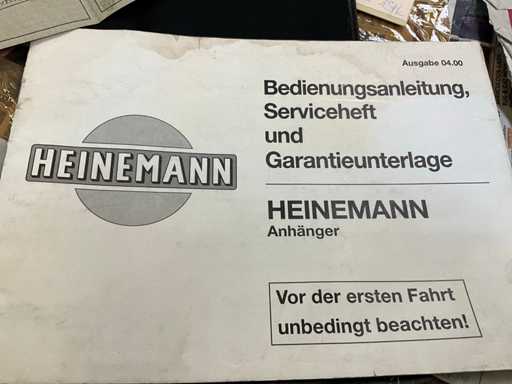 Ausgabe 04.00
Bedienungsanleitung,
Serviceheft
und
Garantieunterlage
HEINEMANN
HEINEMANN
Anhänger
Vor der ersten Fahrt
unbedingt beachten!